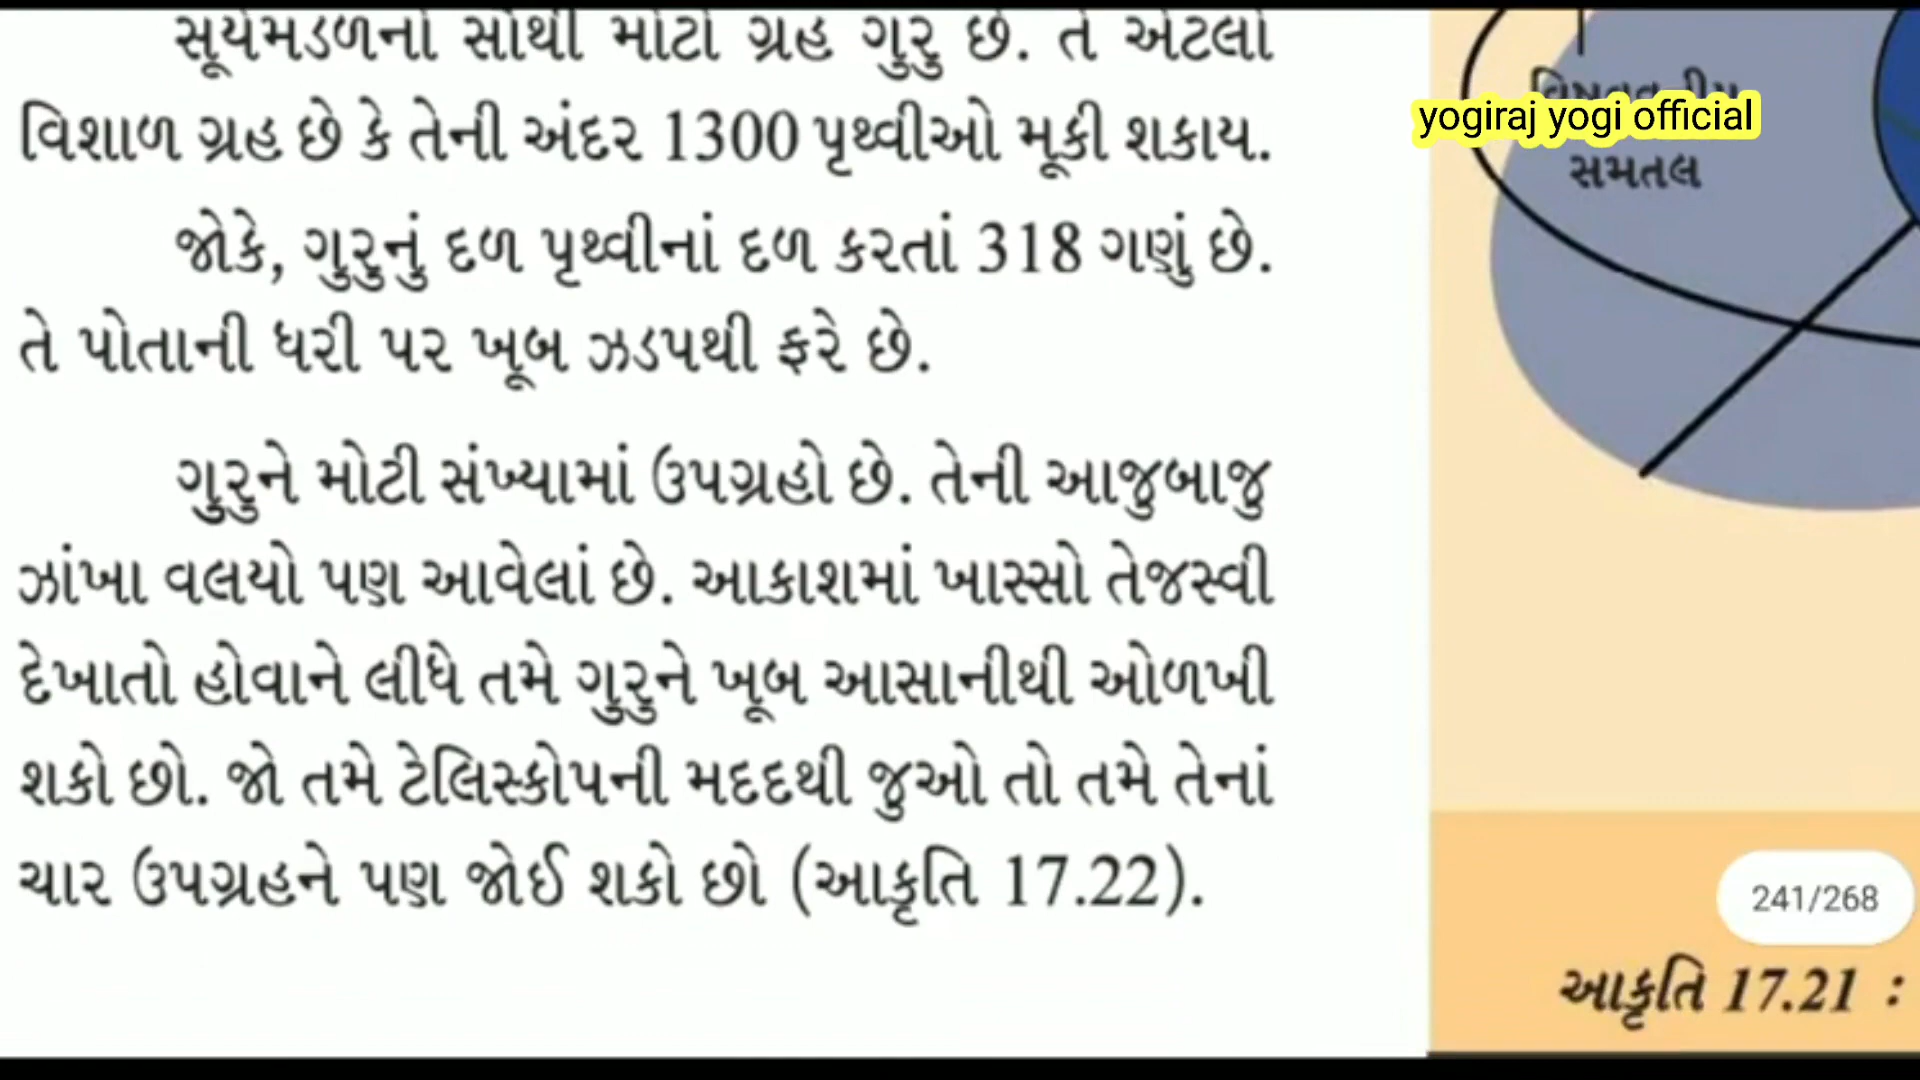 સૂર્યમંડળનો સૌથી મોટો ગ્રહ ગુરુ છે. તે એટલો
વિશાળ ગ્રહ છે કે તેની અંદર 1300 પૃથ્વીઓ મૂકી શકાય.
જોકે, ગુરુનું દળ પૃથ્વીનાં દળ કરતાં 318 ગણું છે.
તે પોતાની ધરી પર ખૂબ ઝડપથી ફરે છે.
ગુરુને મોટી સંખ્યામાં ઉપગ્રહો છે. તેની આજુબાજુ
ઝાંખા વલયો પણ આવેલાં છે. આકાશમાં ખાસ્સો તેજસ્વી
દેખાતો હોવાને લીધે તમે ગુરુને ખૂબ આસાનીથી ઓળખી
શકો છો. જો તમે ટેલિસ્કોપની મદદથી જુઓ તો તમે તેનાં
ચાર ઉપગ્રહને પણ જોઈ શકો છો (આકૃતિ 17.22).
yogiraj yogi official
સમતલ
241/268
આકૃતિ 17.21 :